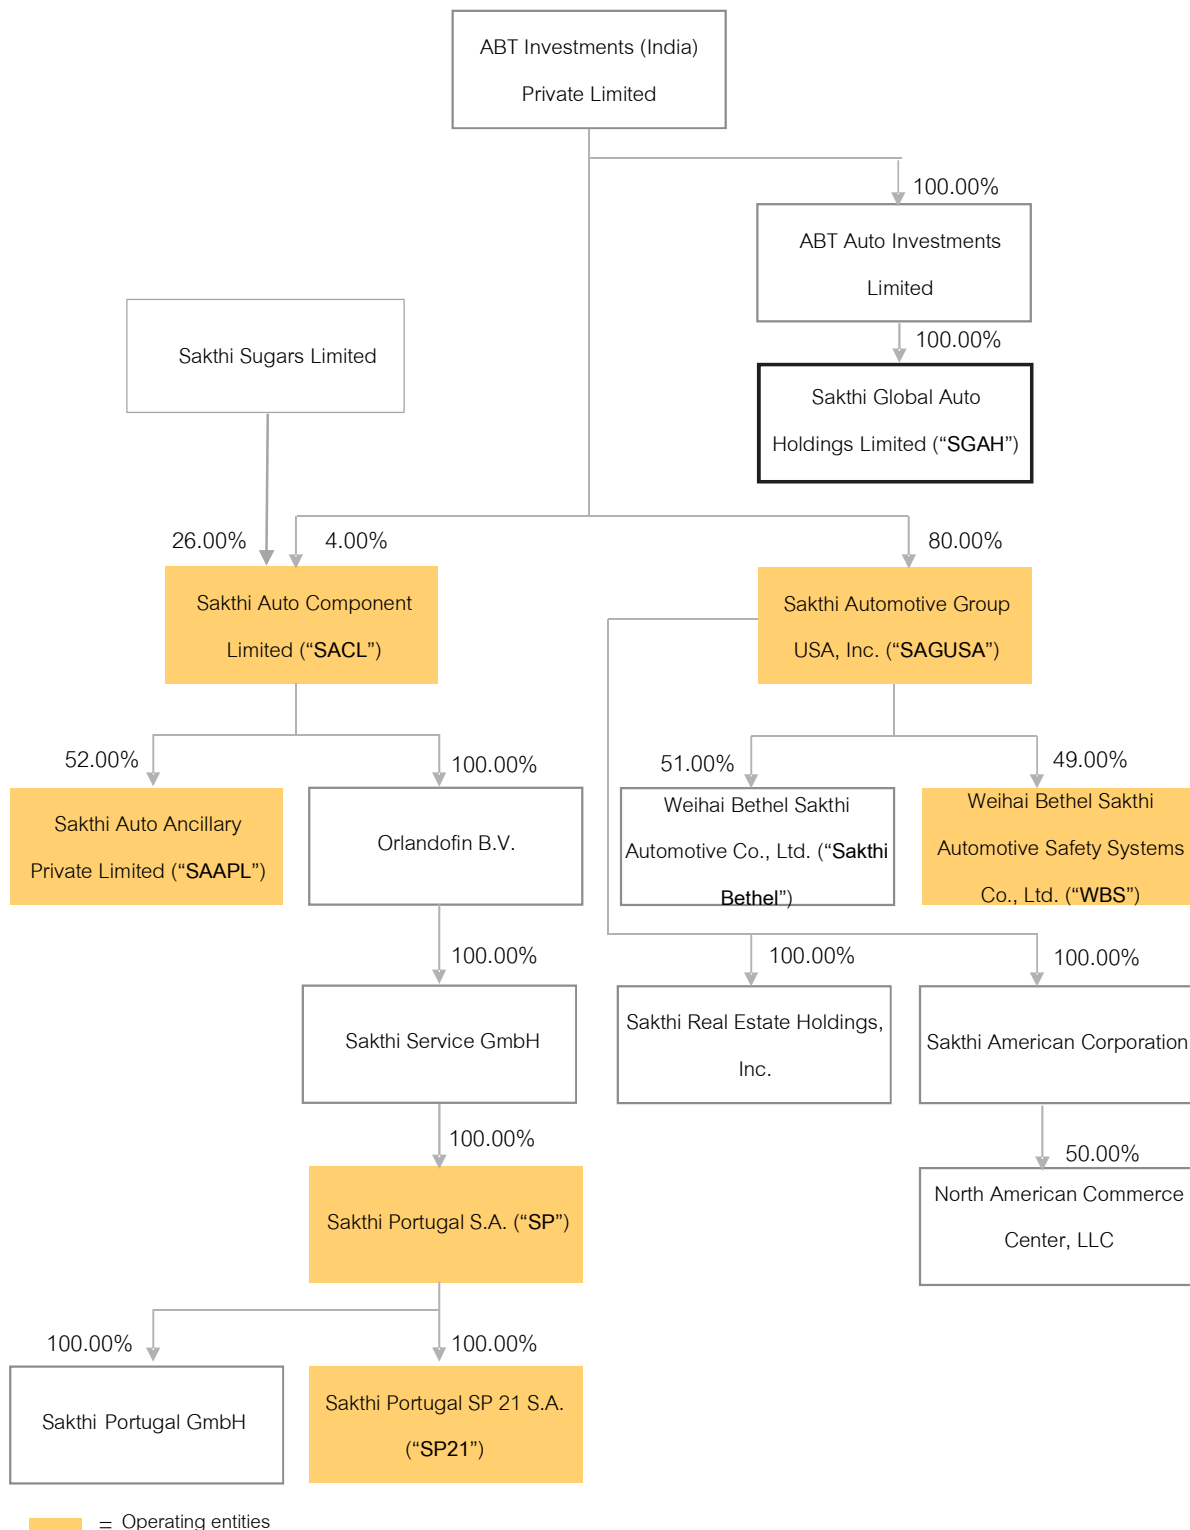 ABT Investments (India)
Private Limited
100.00%
ABT Auto Investments
Limited
100.00%
Sakthi Sugars Limited
Sakthi Global Auto
Holdings Limited (“SGAH”)
26.00%
4.00%
80.00%
Sakthi Auto Component
Limited (“SACL”)
Sakthi Automotive Group
USA, Inc. (“SAGUSA”)
52.00%
100.00%
51.00%
49.00%
Sakthi Auto Ancillary
Private Limited (“SAAPL”)
Orlandofin B.V.
Weihai Bethel Sakthi
Automotive Co., Ltd. (“Sakthi
Bethel”)
Weihai Bethel Sakthi
Automotive Safety Systems
Co., Ltd. (“WBS”)
100.00%
100.00%
100.00%
Sakthi Service GmbH
Sakthi Real Estate Holdings,
Inc.
Sakthi American Corporation
100.00%
50.00%
Sakthi Portugal S.A. (“SP”)
North American Commerce
Center, LLC
100.00%
100.00%
Sakthi Portugal GmbH
Sakthi Portugal SP 21 S.A.
(“SP21”)
= Operating entities